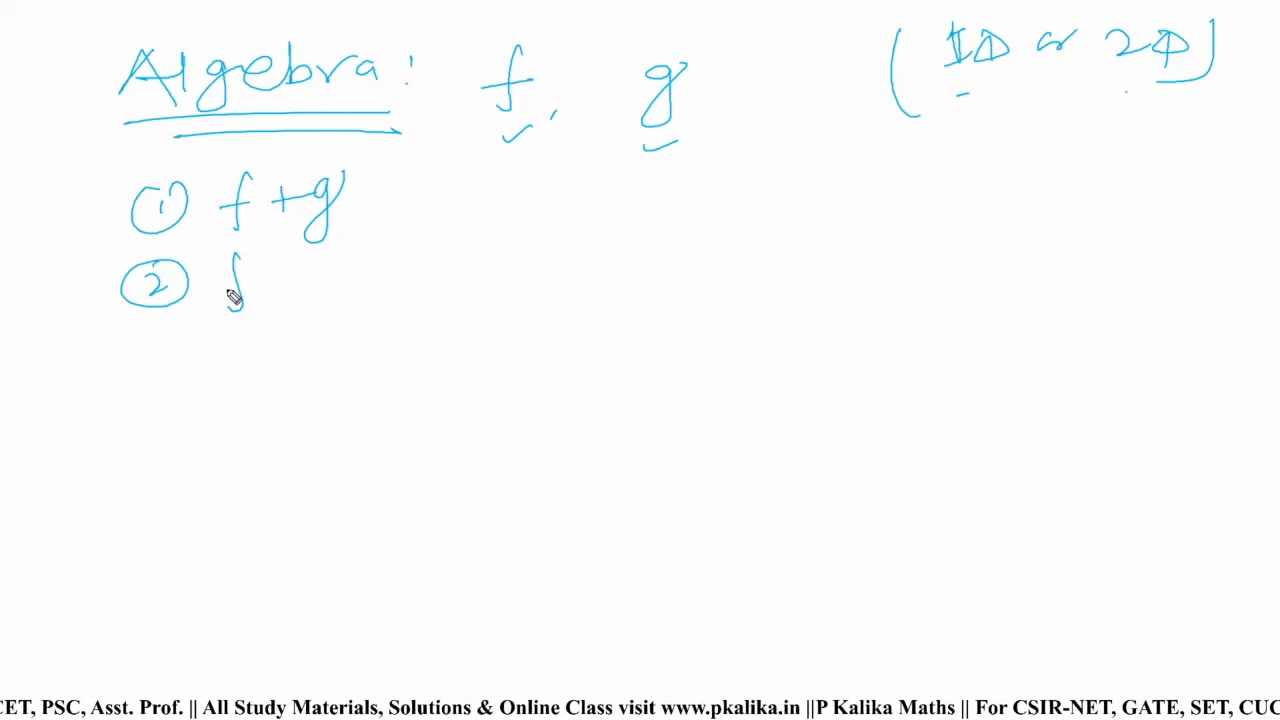 Algebra: f, g (1D or 2D)
① f + g
② f
CET, PSC, Asst. Prof. || All Study Materials, Solutions & Online Class visit www.pkalika.in ||P Kalika Maths || For CSIR-NET, GATE, SET, CUC